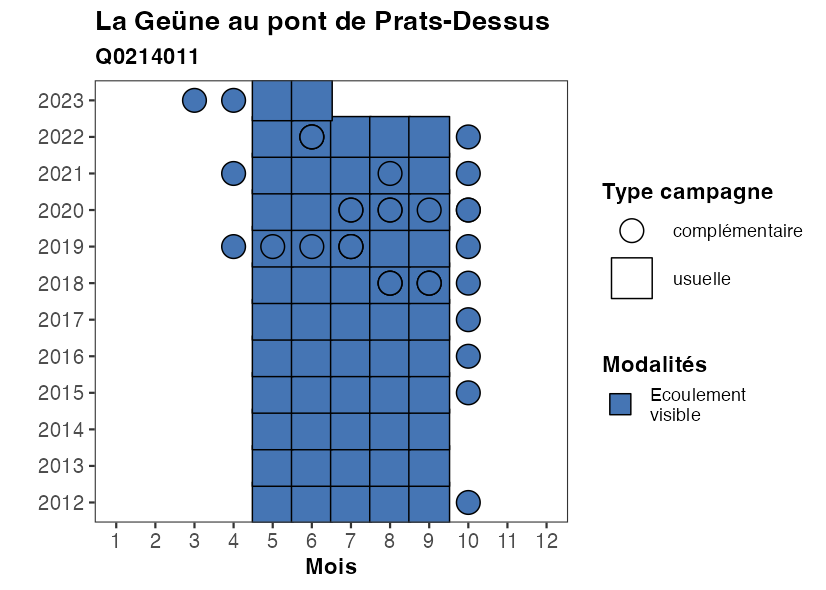 La Geüne au pont de Prats-Dessus
Q0214011
2023
2022
2021
2020
2019
2018
2017
2016
2015
2014
2013
2012
1 2 3 4 5 6 7 8 9 10 11 12
Mois
Type campagne
complémentaire
usuelle
Modalités
Ecoulement
visible